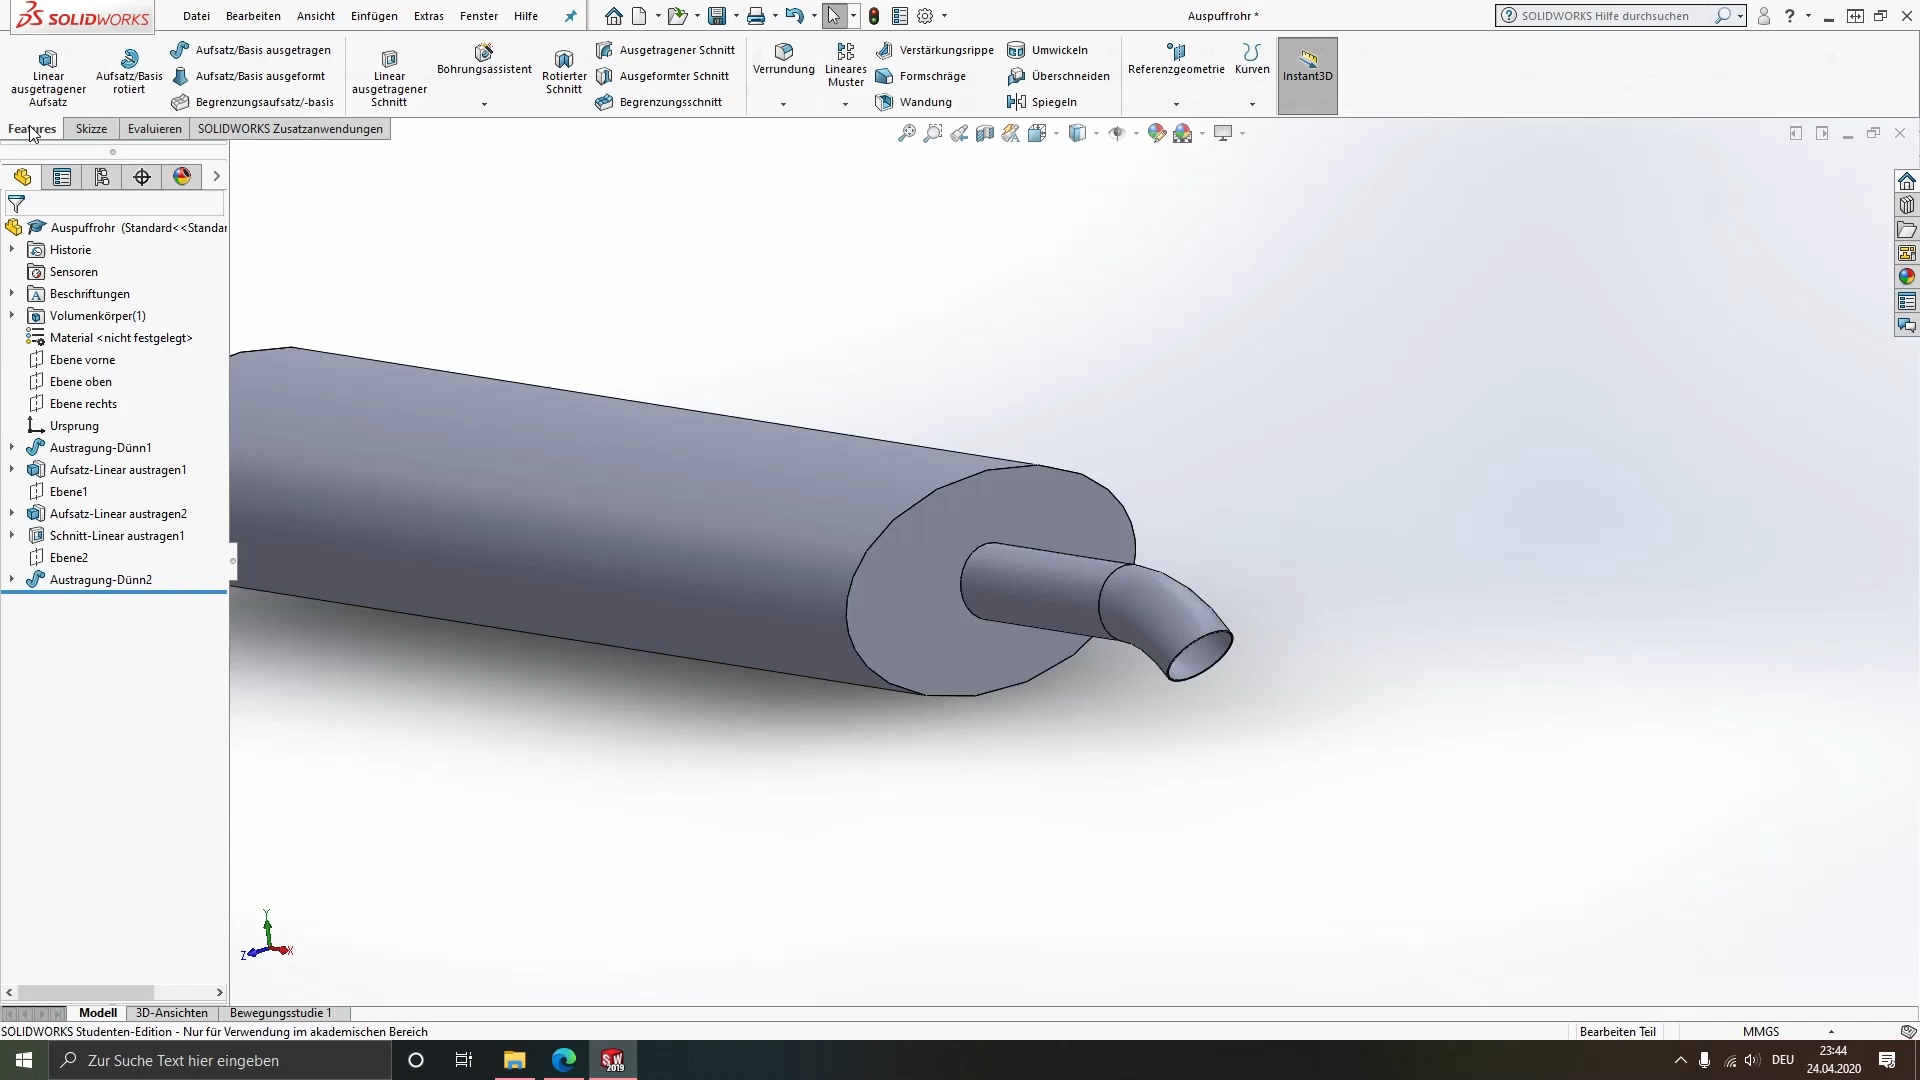 SOLIDWORKS
Datei Bearbeiten Ansicht Einfügen Extras Fenster Hilfe
Auspuffrohr *
SOLIDWORKS Hilfe durchsuchen
Linear ausgetragener Aufsatz
Aufsatz/Basis rotiert
Aufsatz/Basis ausgetragen
Aufsatz/Basis ausgeformt
Begrenzungsaufsatz/-basis
Linear ausgetragener Schnitt
Bohrungsassistent
Rotierter Schnitt
Ausgetragener Schnitt
Ausgeformter Schnitt
Begrenzungsschnitt
Verrundung
Lineares Muster
Verstärkungsrippe
Formschräge
Wandung
Umwickeln
Überschneiden
Spiegeln
Referenzgeometrie
Kurven
Instant3D
Features Skizze Evaluieren SOLIDWORKS Zusatzanwendungen
Auspuffrohr (Standard<<Standar
Historie
Sensoren
Beschriftungen
Volumenkörper(1)
Material <nicht festgelegt>
Ebene vorne
Ebene oben
Ebene rechts
Ursprung
Austragung-Dünn1
Aufsatz-Linear austragen1
Ebene1
Aufsatz-Linear austragen2
Schnitt-Linear austragen1
Ebene2
Austragung-Dünn2
Y
Z
X
Modell 3D-Ansichten Bewegungsstudie 1
SOLIDWORKS Studenten-Edition - Nur für Verwendung im akademischen Bereich
Bearbeiten Teil
MMGS
Zur Suche Text hier eingeben
SW
2019
DEU
23:44
24.04.2020